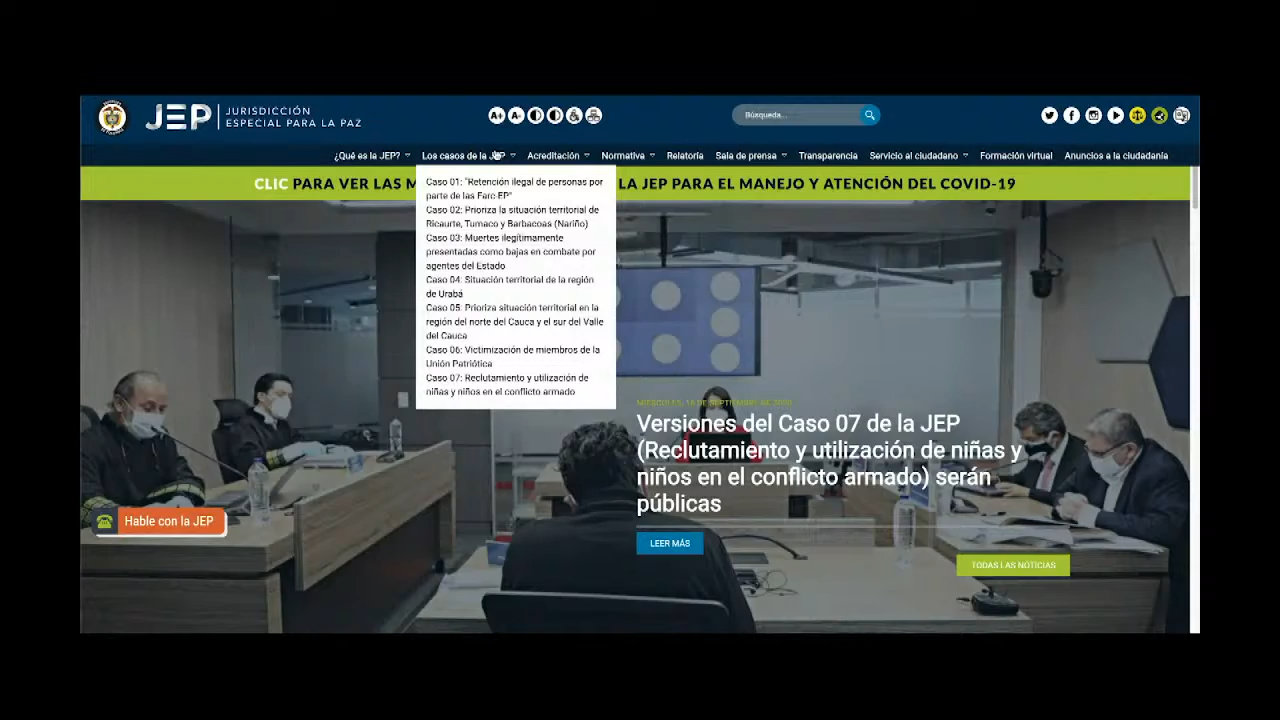 JEP
JURISDICCIÓN
ESPECIAL PARA LA PAZ
A+ A-
Búsqueda...
¿Qué es la JEP? Los casos de la JEP Acreditación Normativa Relatoría Sala de prensa Transparencia Servicio al ciudadano Formación virtual Anuncios a la ciudadanía
CLIC PARA VER LAS M LA JEP PARA EL MANEJO Y ATENCIÓN DEL COVID-19
Caso 01: "Retención ilegal de personas por
parte de las Farc-EP"
Caso 02: Prioriza la situación territorial de
Ricaurte, Tumaco y Barbacoas (Nariño)
Caso 03: Muertes ilegítimamente
presentadas como bajas en combate por
agentes del Estado
Caso 04: Situación territorial de la región
de Urabá
Caso 05: Prioriza situación territorial en la
región del norte del Cauca y el sur del Valle
del Cauca
Caso 06: Victimización de miembros de la
Unión Patriótica
Caso 07: Reclutamiento y utilización de
niñas y niños en el conflicto armado
MIÉRCOLES, 16 DE SEPTIEMBRE DE 2020
Versiones del Caso 07 de la JEP
(Reclutamiento y utilización de niñas y
niños en el conflicto armado) serán
públicas
Hable con la JEP
LEER MÁS
TODAS LAS NOTICIAS